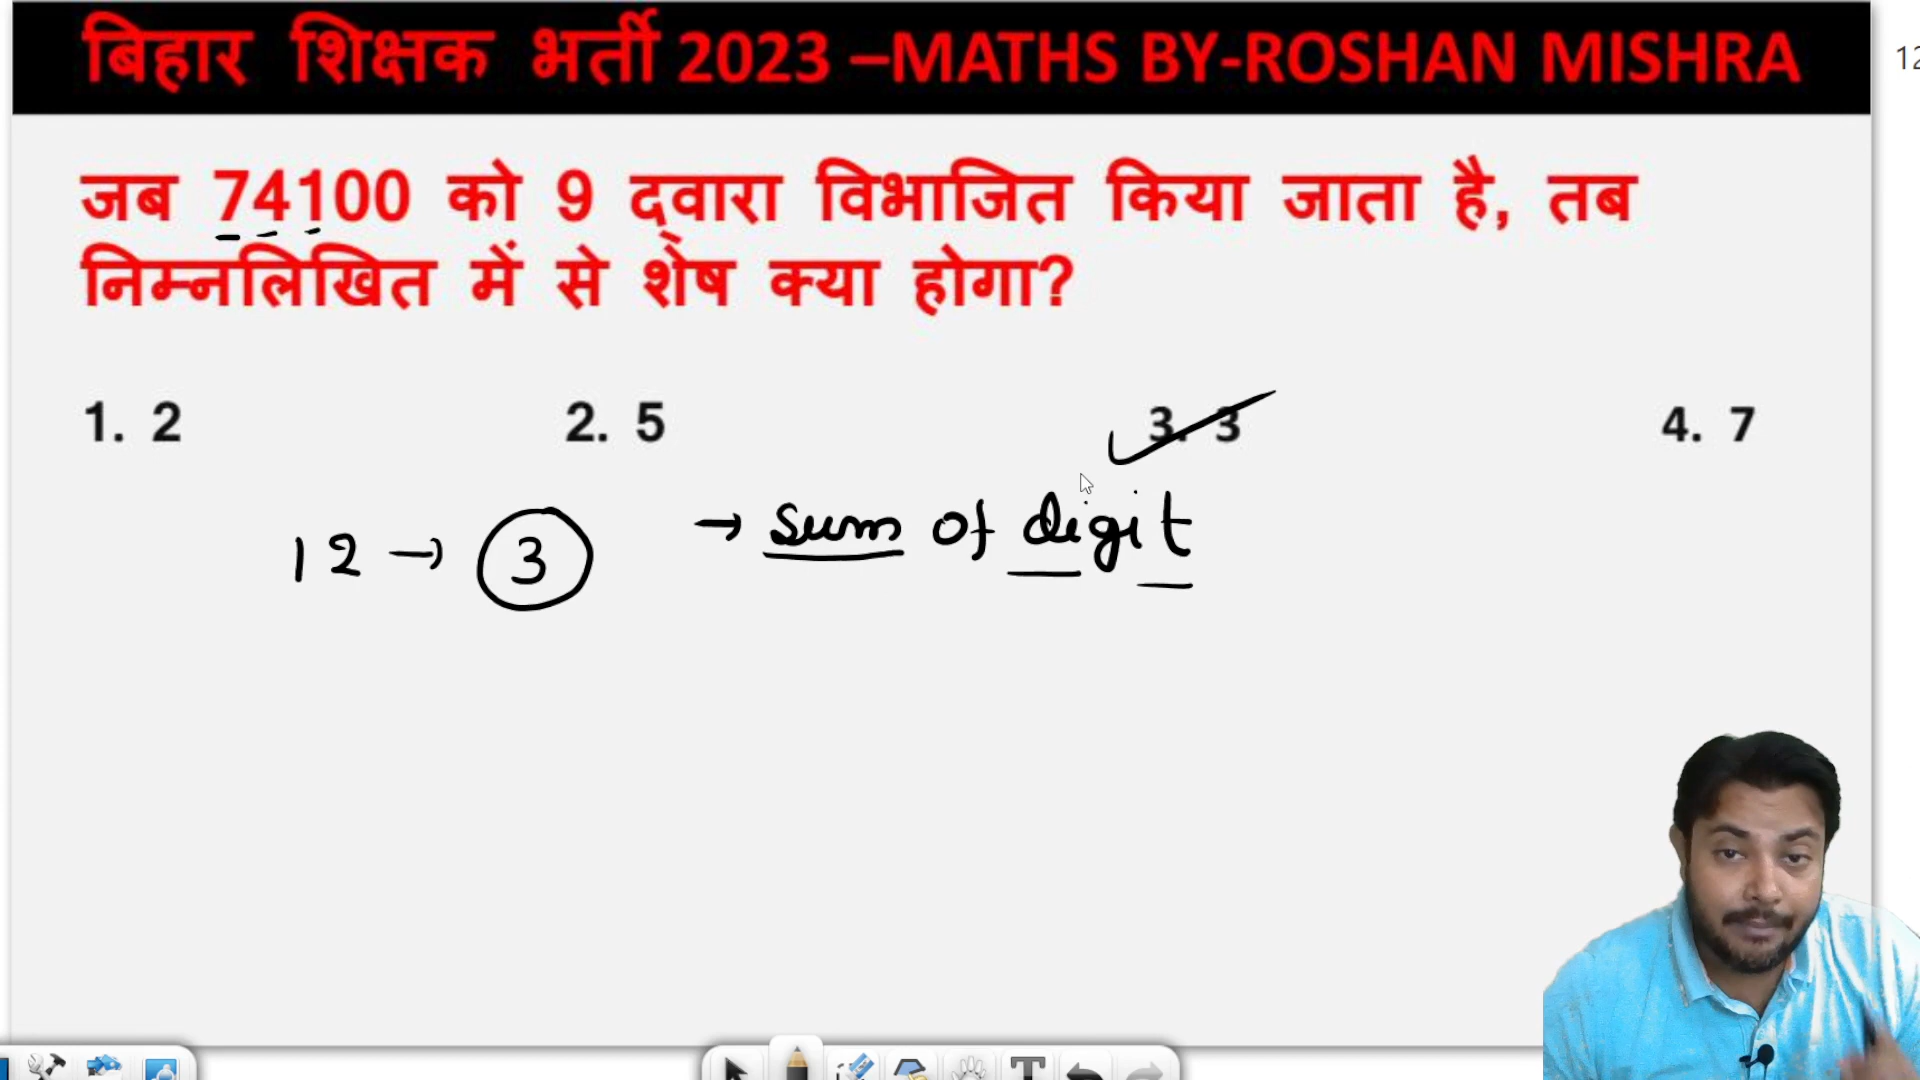 बिहार शिक्षक भर्ती 2023 –MATHS BY-ROSHAN MISHRA
12
जब 74100 को 9 द्वारा विभाजित किया जाता है, तब
निम्नलिखित में से शेष क्या होगा?
1. 2 2. 5 3. 3 4. 7
12 → 3 → sum of digit
T